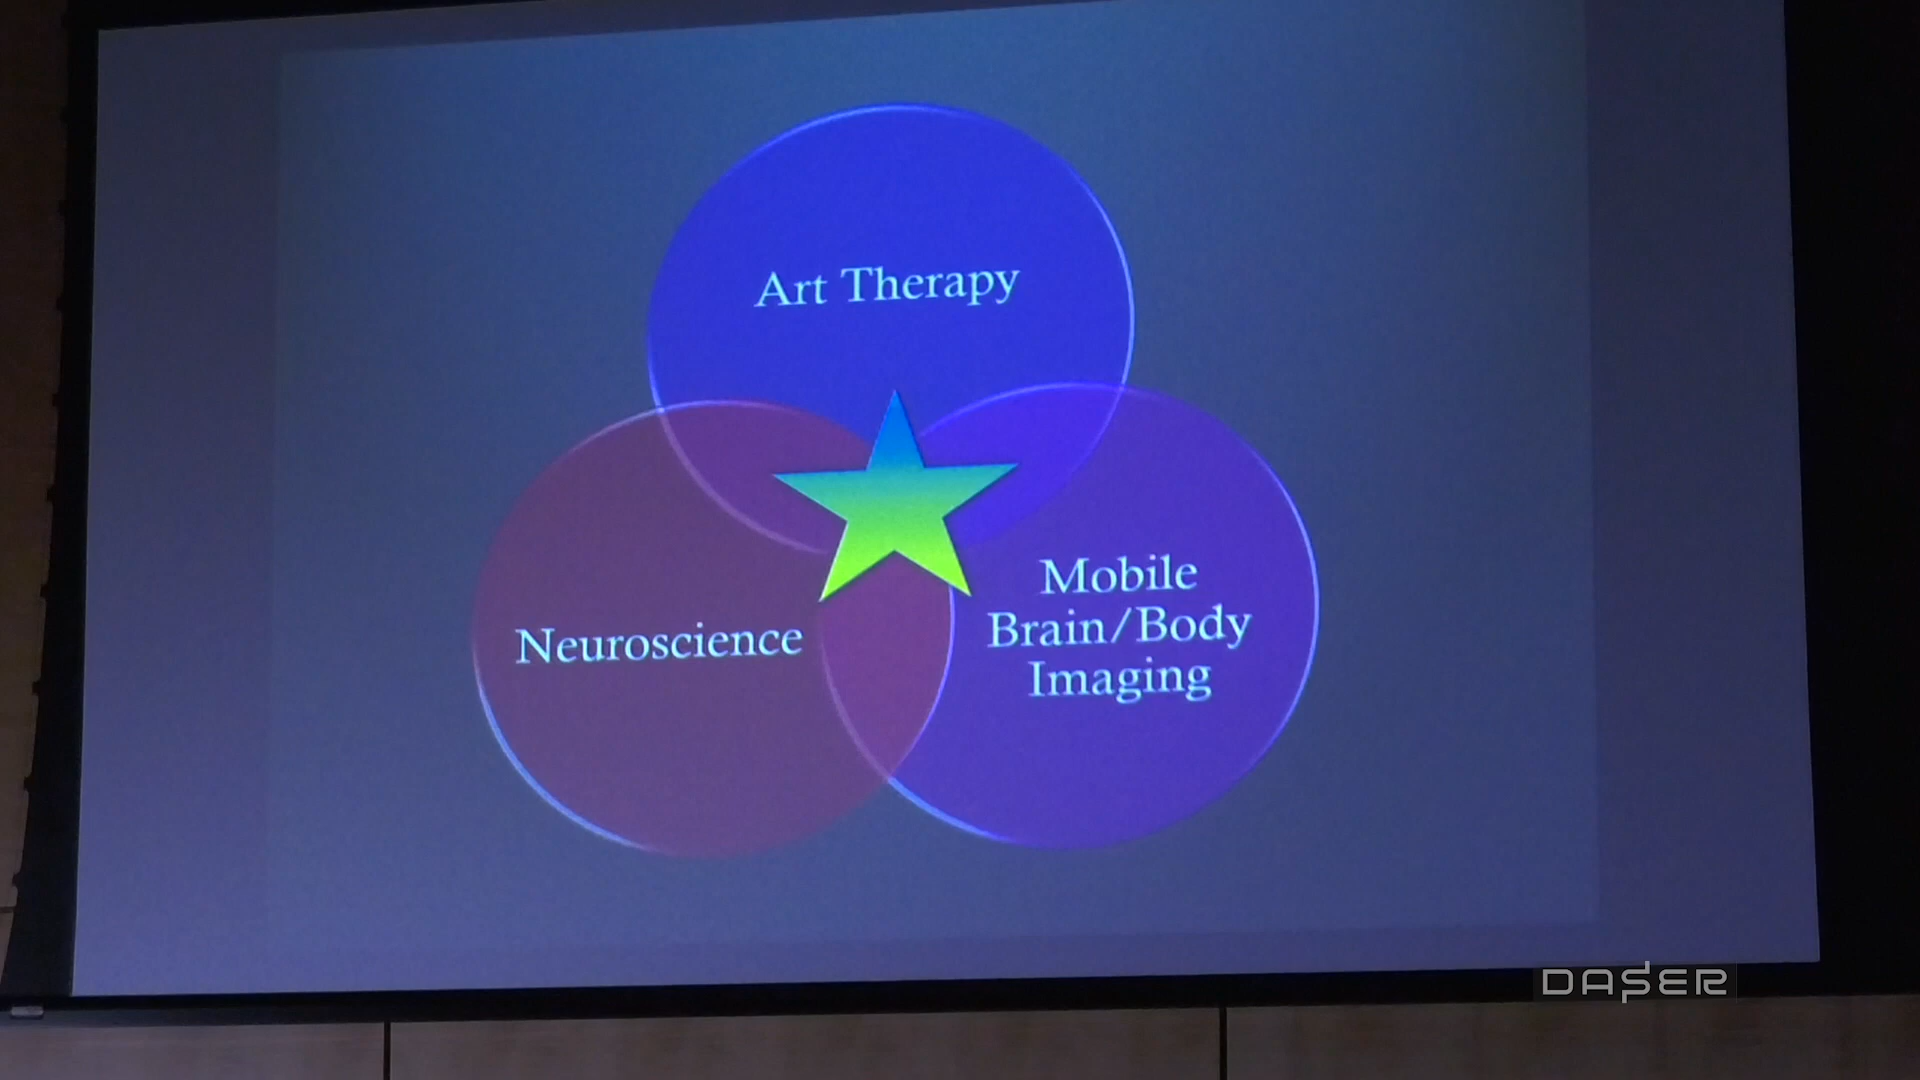 Art Therapy
Neuroscience
Mobile
Brain/Body
Imaging
DASER